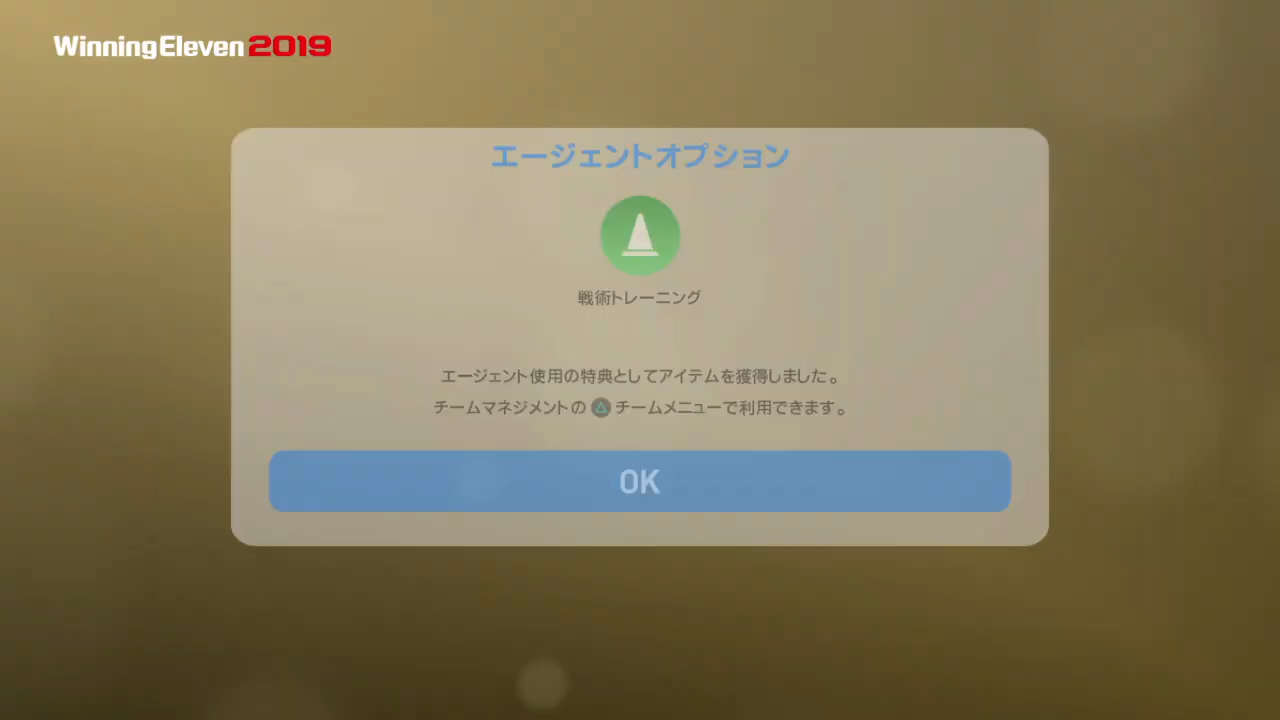 WinningEleven 2019
エージェントオプション
戦術トレーニング
エージェント使用の特典としてアイテムを獲得しました。
チームマネジメントの△チームメニューで利用できます。
OK